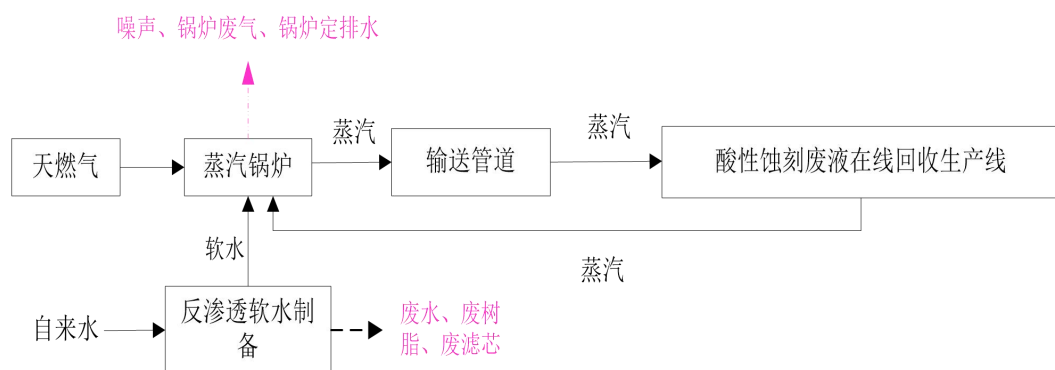 噪声、锅炉废气、锅炉定排水
蒸汽
蒸汽
天燃气
蒸汽锅炉
输送管道
酸性蚀刻废液在线回收生产线
软水
蒸汽
自来水
反渗透软水制
备
废水、废树
脂、废滤芯